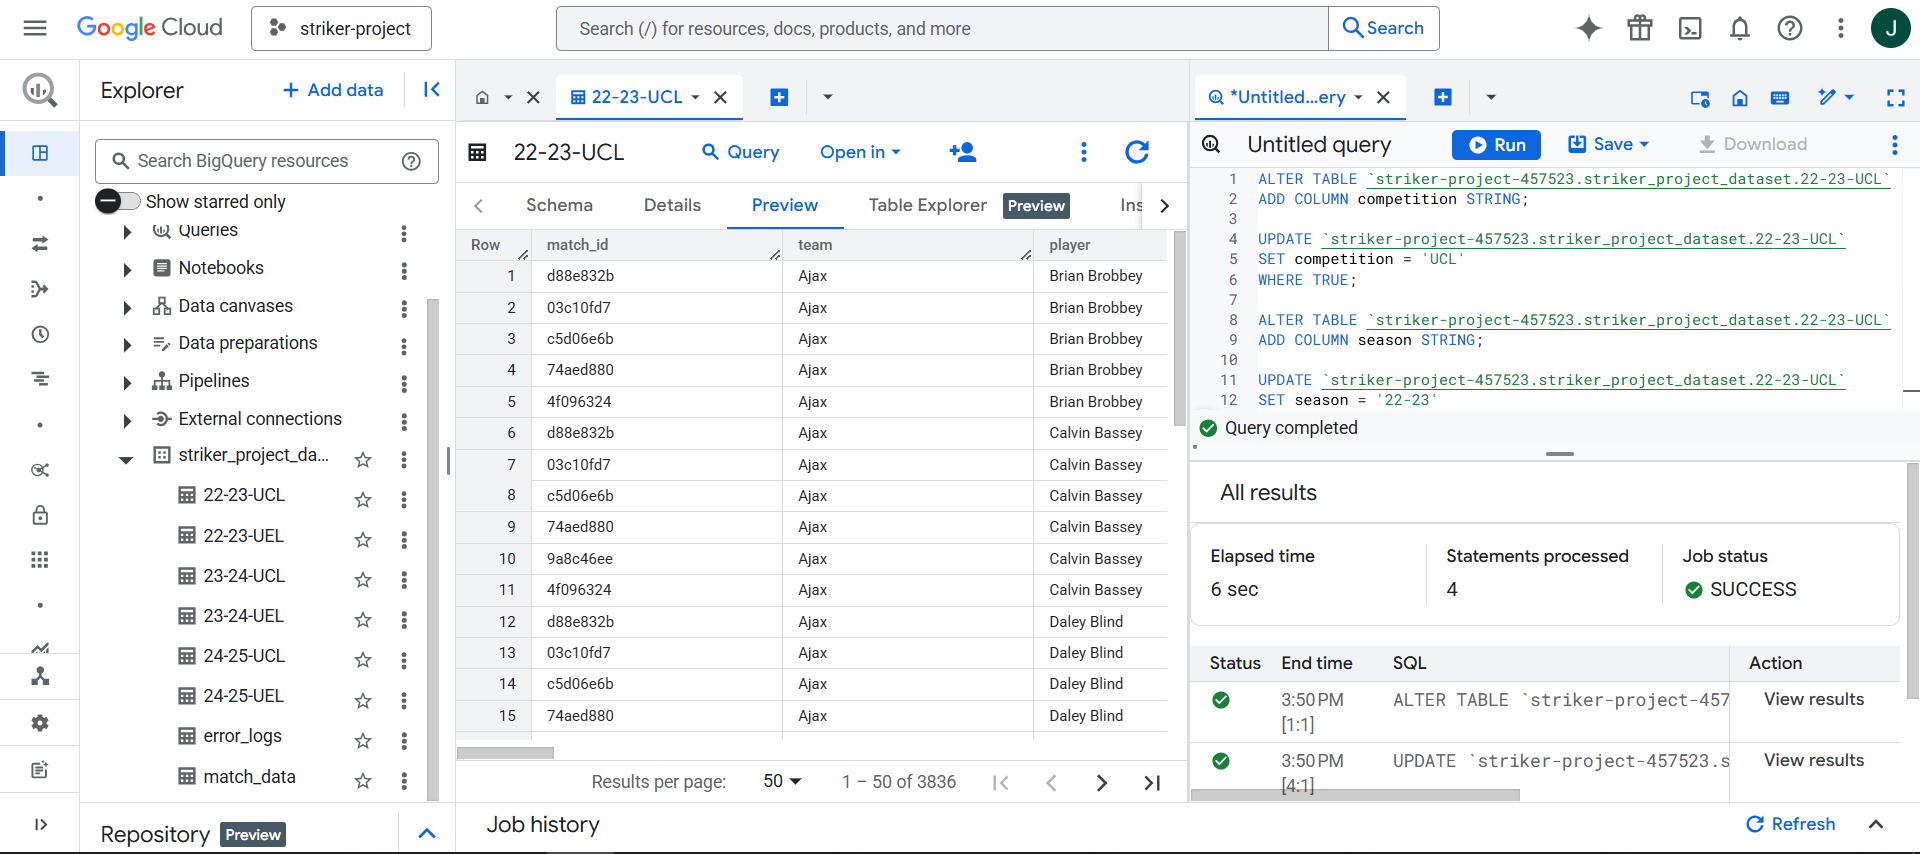 Google Cloud
striker-project
Search (/) for resources, docs, products, and more
Search
J
Explorer
+ Add data
Search BigQuery resources
Show starred only
Queries
Notebooks
Data canvases
Data preparations
Pipelines
External connections
striker_project_da...
22-23-UCL
22-23-UEL
23-24-UCL
23-24-UEL
24-25-UCL
24-25-UEL
error_logs
match_data
Repository Preview
22-23-UCL
22-23-UCL
Query
Open in
Schema Details Preview Table Explorer Preview Ins
Row match_id team player
1 d88e832b Ajax Brian Brobbey
2 03c10fd7 Ajax Brian Brobbey
3 c5d06e6b Ajax Brian Brobbey
4 74aed880 Ajax Brian Brobbey
5 4f096324 Ajax Brian Brobbey
6 d88e832b Ajax Calvin Bassey
7 03c10fd7 Ajax Calvin Bassey
8 c5d06e6b Ajax Calvin Bassey
9 74aed880 Ajax Calvin Bassey
10 9a8c46ee Ajax Calvin Bassey
11 4f096324 Ajax Calvin Bassey
12 d88e832b Ajax Daley Blind
13 03c10fd7 Ajax Daley Blind
14 c5d06e6b Ajax Daley Blind
15 74aed880 Ajax Daley Blind
Results per page: 50 1 – 50 of 3836
Job history
Refresh
*Untitled...ery
Untitled query
Run
Save
Download
1 ALTER TABLE `striker-project-457523.striker_project_dataset.22-23-UCL`
2 ADD COLUMN competition STRING;
3
4 UPDATE `striker-project-457523.striker_project_dataset.22-23-UCL`
5 SET competition = 'UCL'
6 WHERE TRUE;
7
8 ALTER TABLE `striker-project-457523.striker_project_dataset.22-23-UCL`
9 ADD COLUMN season STRING;
10
11 UPDATE `striker-project-457523.striker_project_dataset.22-23-UCL`
12 SET season = '22-23'
Query completed
All results
Elapsed time Statements processed Job status
6 sec 4 SUCCESS
Status End time SQL Action
3:50 PM ALTER TABLE `striker-project-457 View results
[1:1]
3:50 PM UPDATE `striker-project-457523.s View results
[4:1]